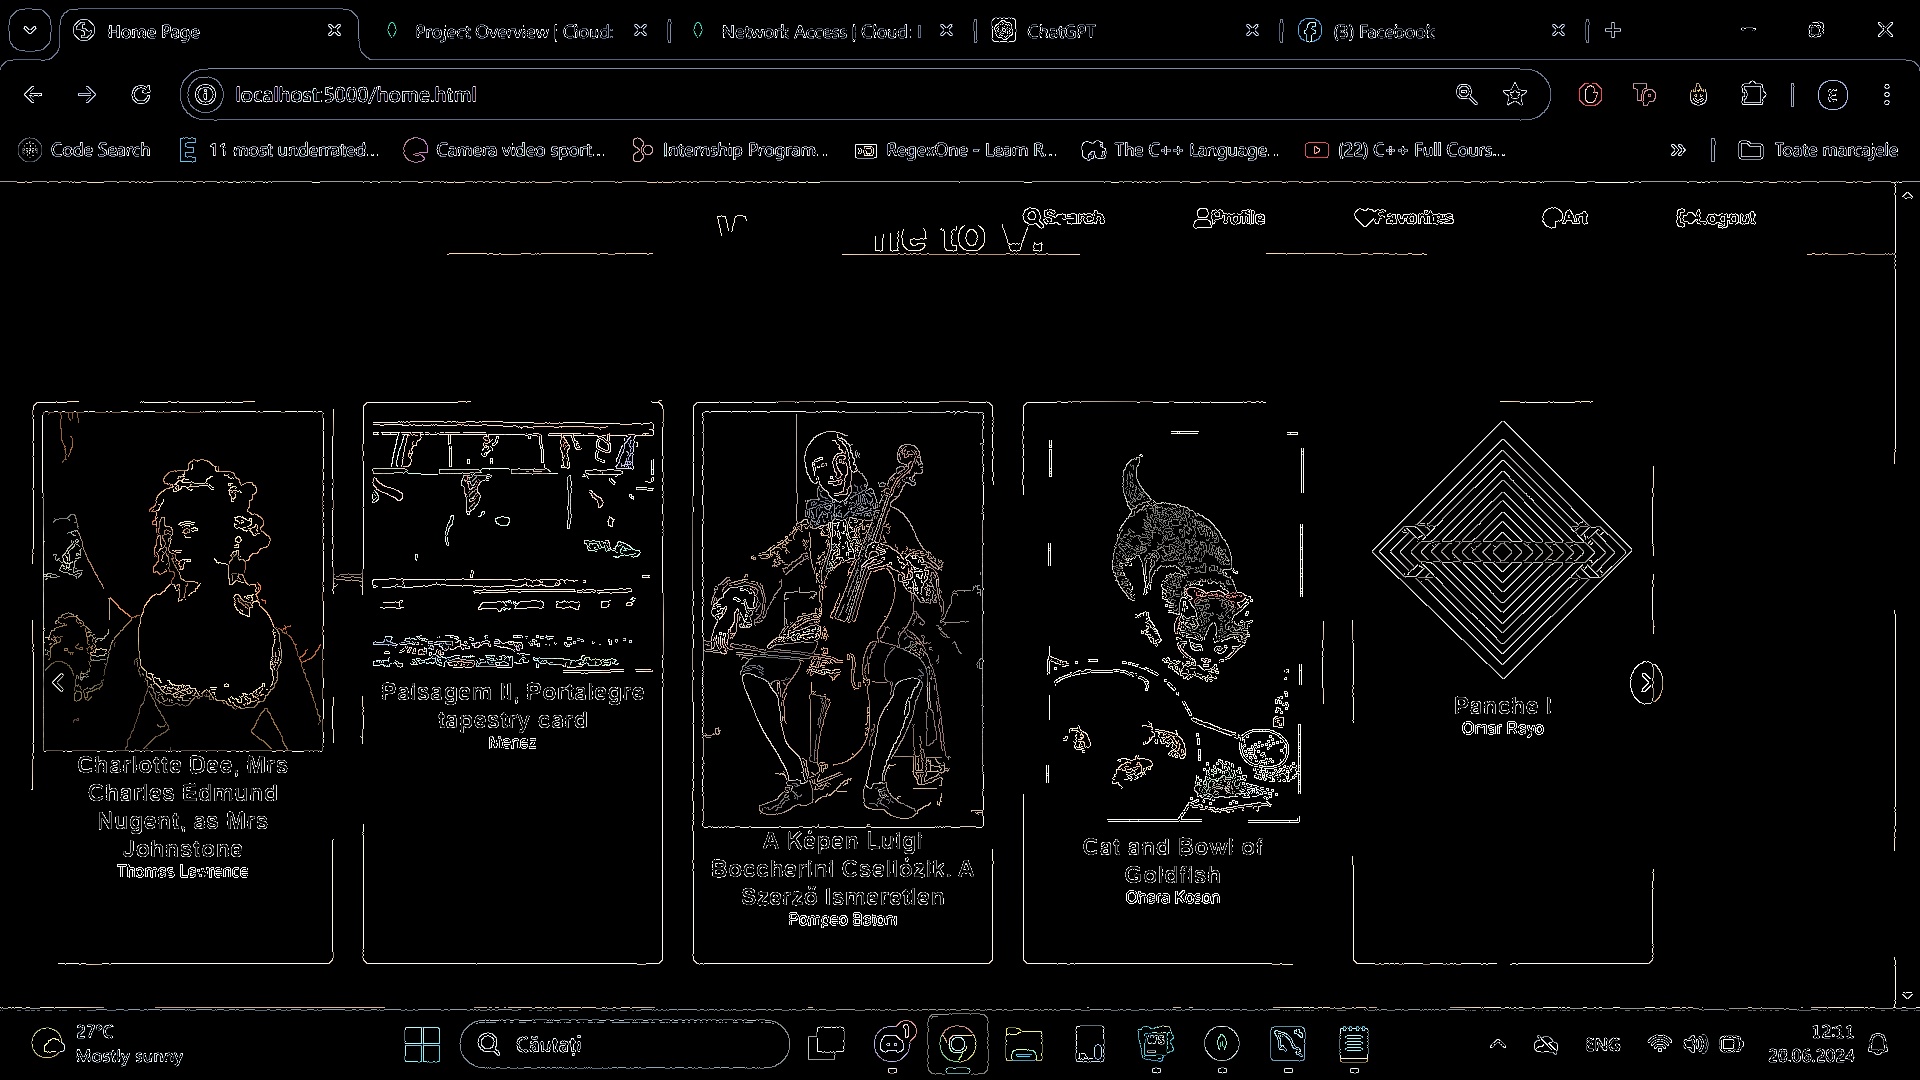 Home Page
Project Overview | Cloud:
Network Access | Cloud: 
ChatGPT
(3) Facebook
localhost:5000/home.html
Code Search
11 most underrated...
Camera video sport...
Internship Program...
RegexOne - Learn R...
The C++ Language...
(22) C++ Full Cours...
Toate marcajele
Search
Profile
Favorites
Art
Logout
to
Charlotte Dee, Mrs
Charles Edmund
Nugent, as Mrs
Johnstone
Thomas Lawrence
Paisagem II, Portalegre
tapestry card
Menez
A Képen Luigi
Boccherini Csellózik. A
Szerző Ismeretlen
Pompeo Batoni
Cat and Bowl of
Goldfish
Ohara Koson
Panche I
Omar Rayo
27°C
Mostly sunny
Căutați
ENG
12:11
20.06.2024